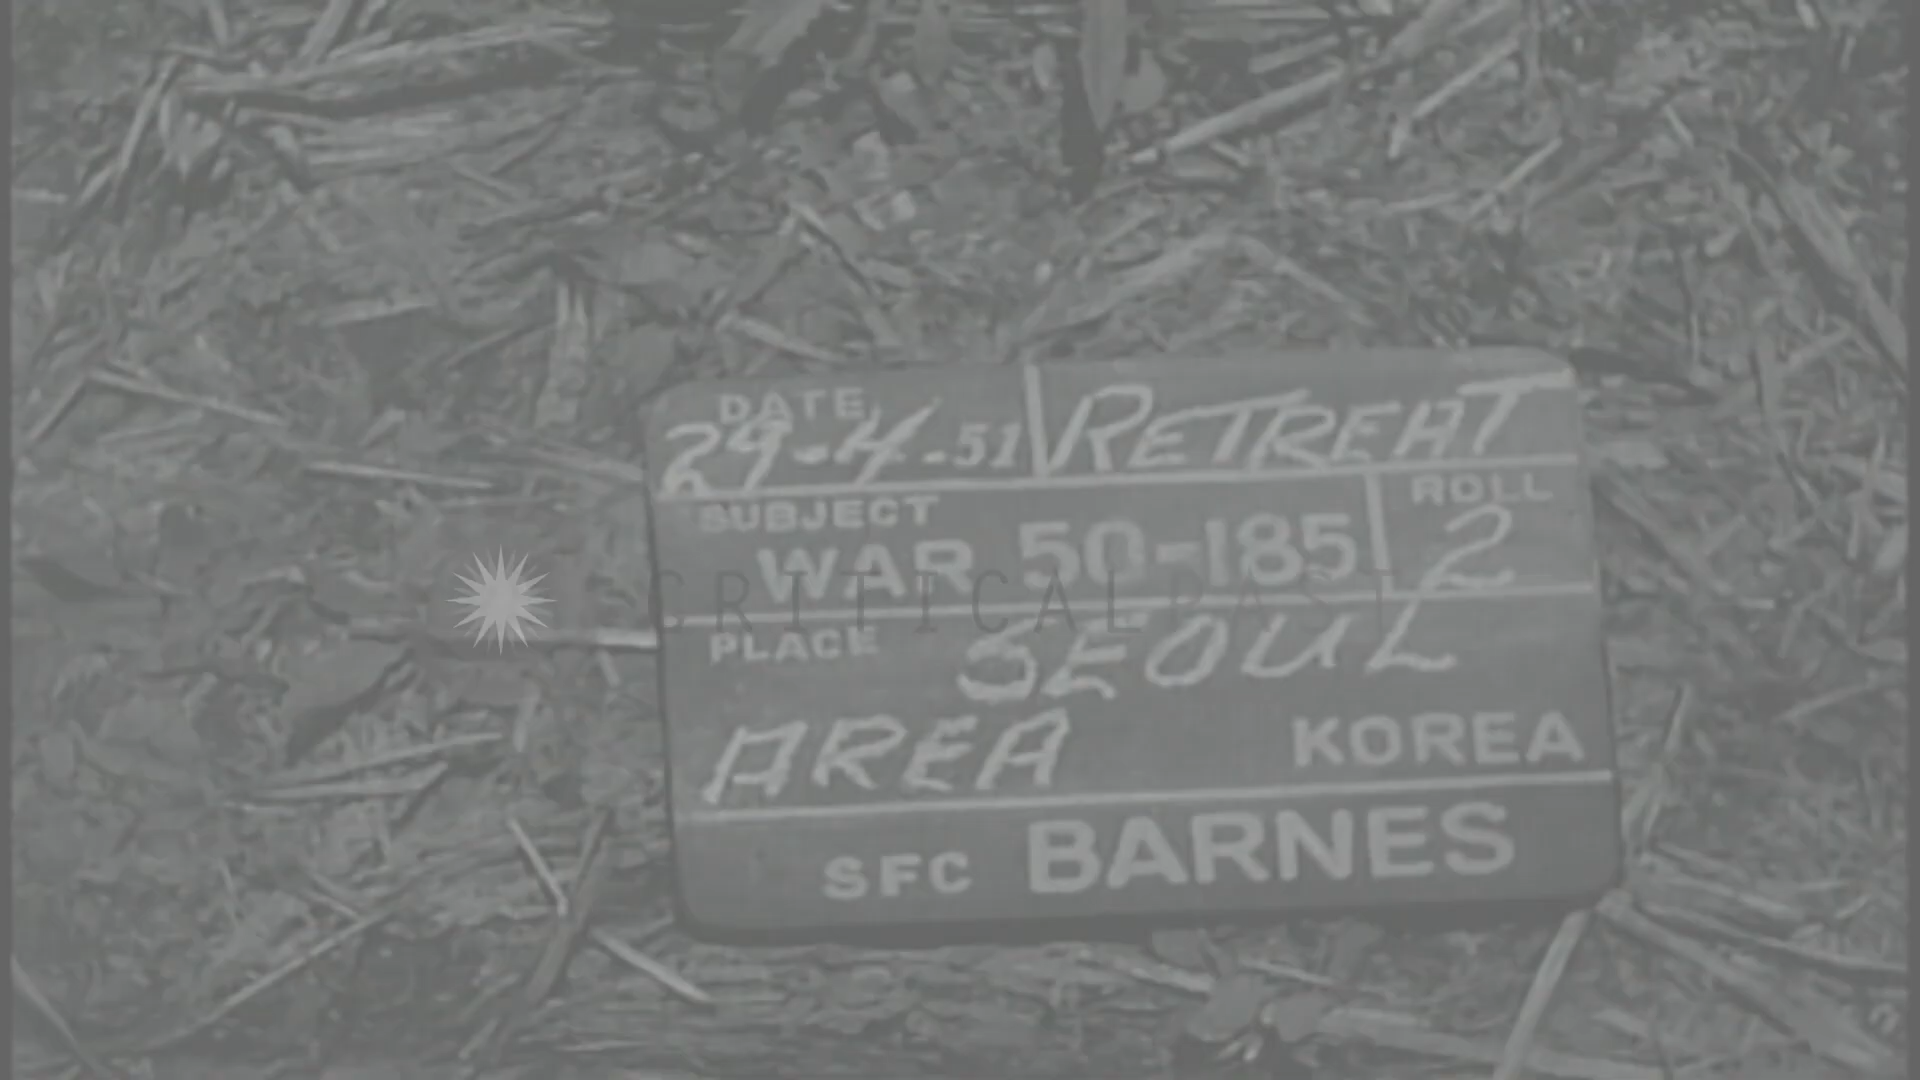 DATE
29-4-51 RETREAT
SUBJECT ROLL
WAR 50-185 2
CRITICALPAST
PLACE SEOUL
AREA KOREA
SFC BARNES